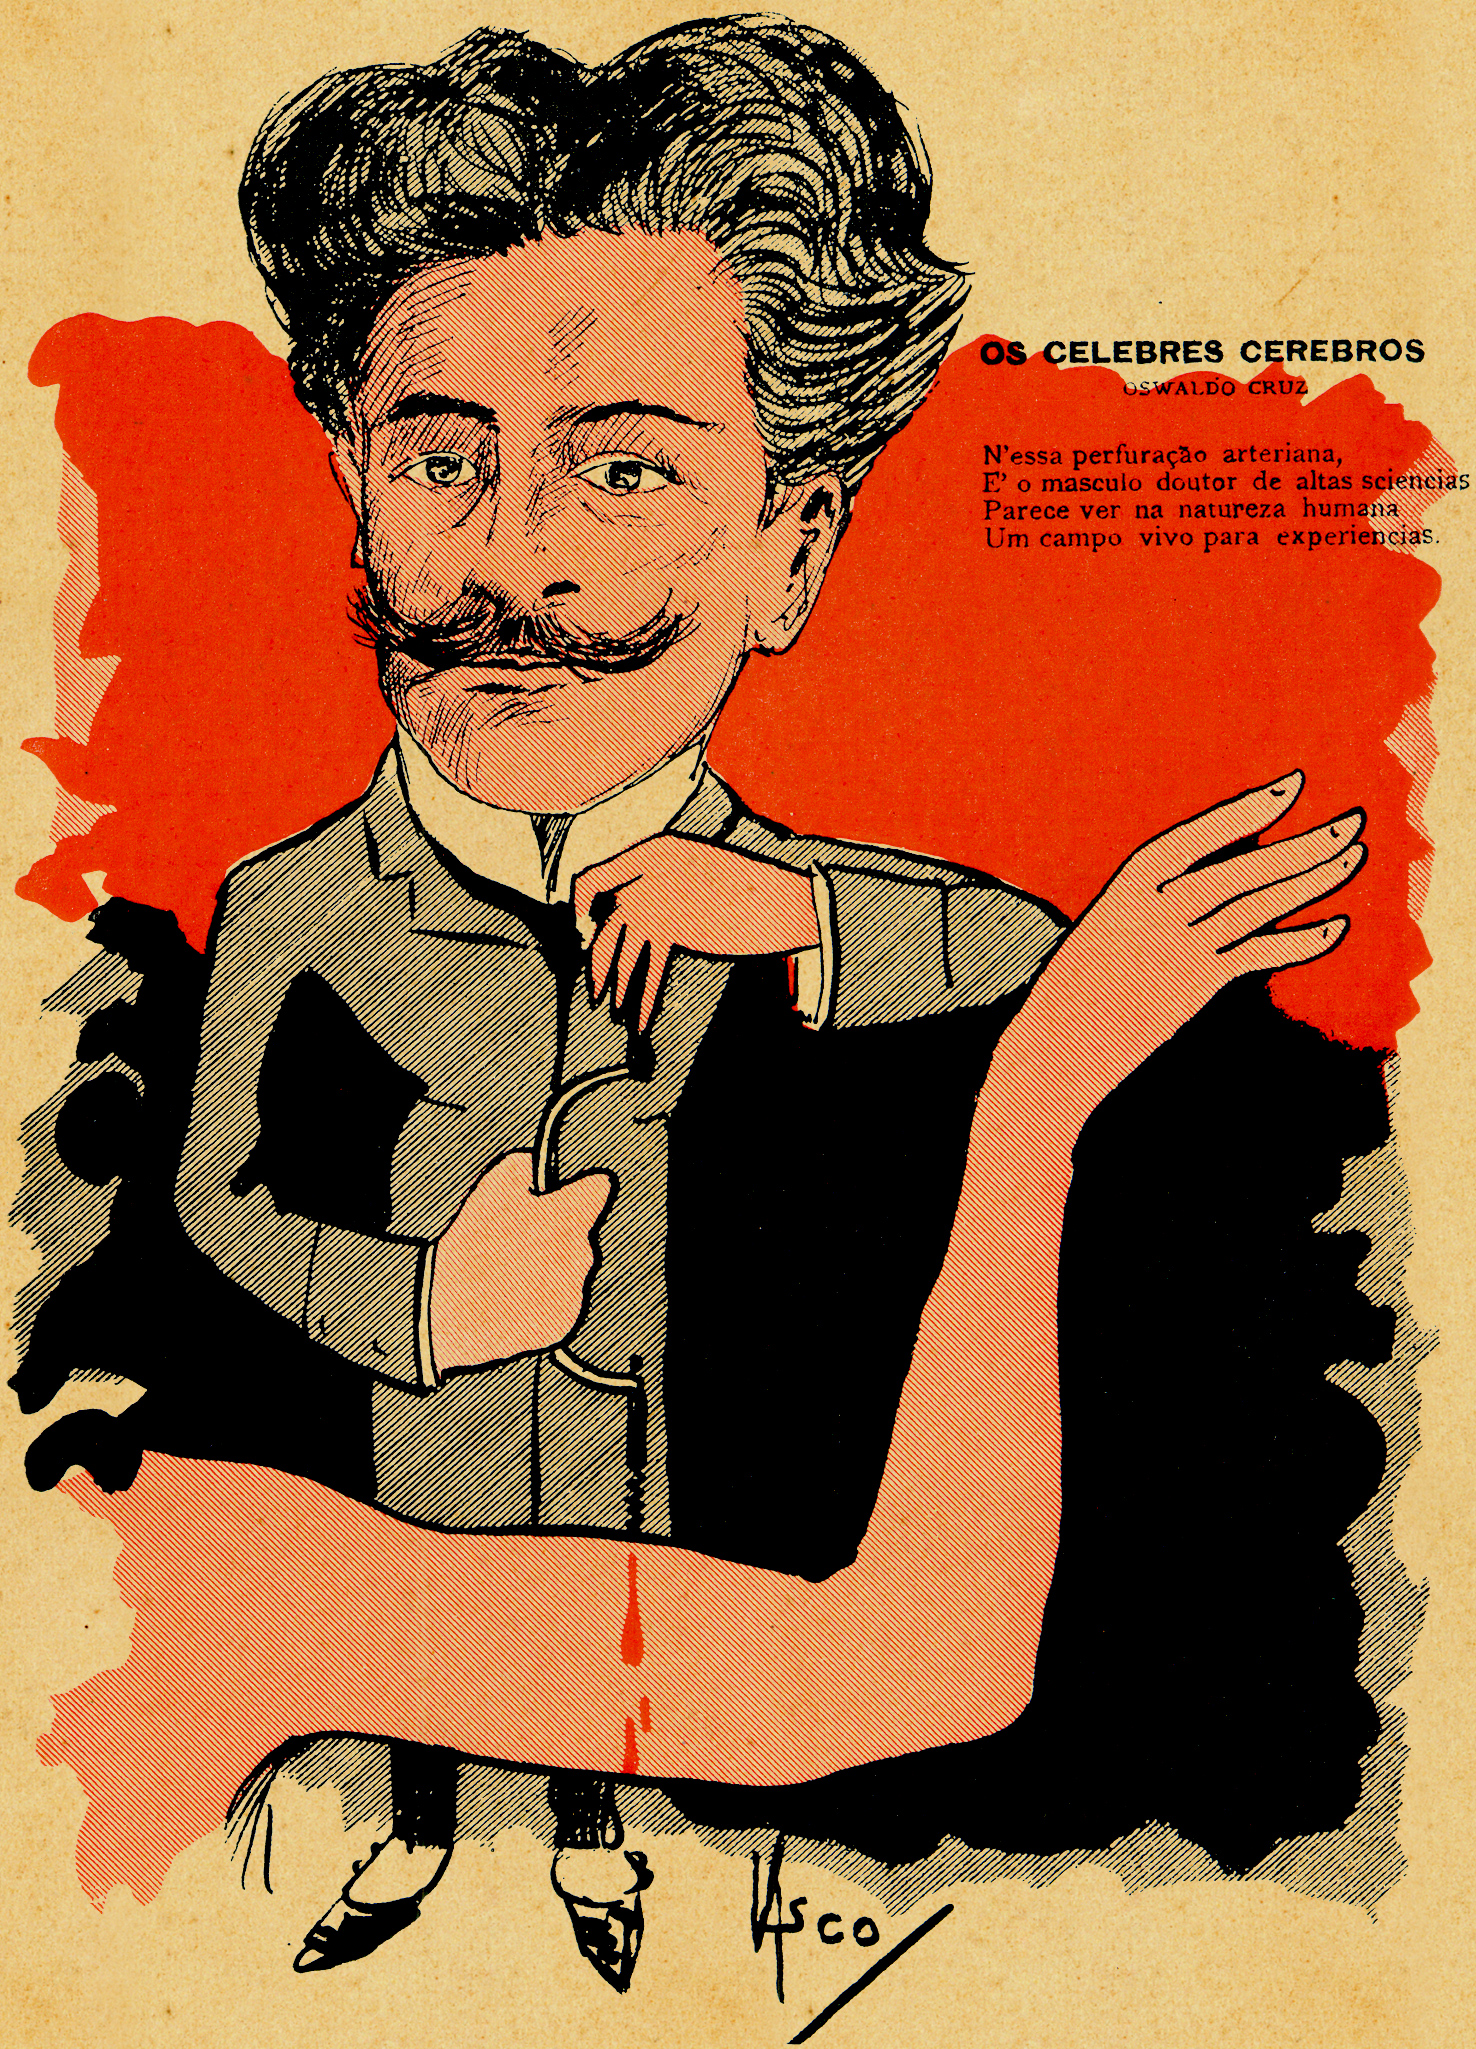 OS CELEBRES CEREBROS
OSWALDO CRUZ
N'essa perfuração arteriana,
E' o masculo doutor de altas sciencias
Parece ver na natureza humana
Um campo vivo para experiencias.
VASCO